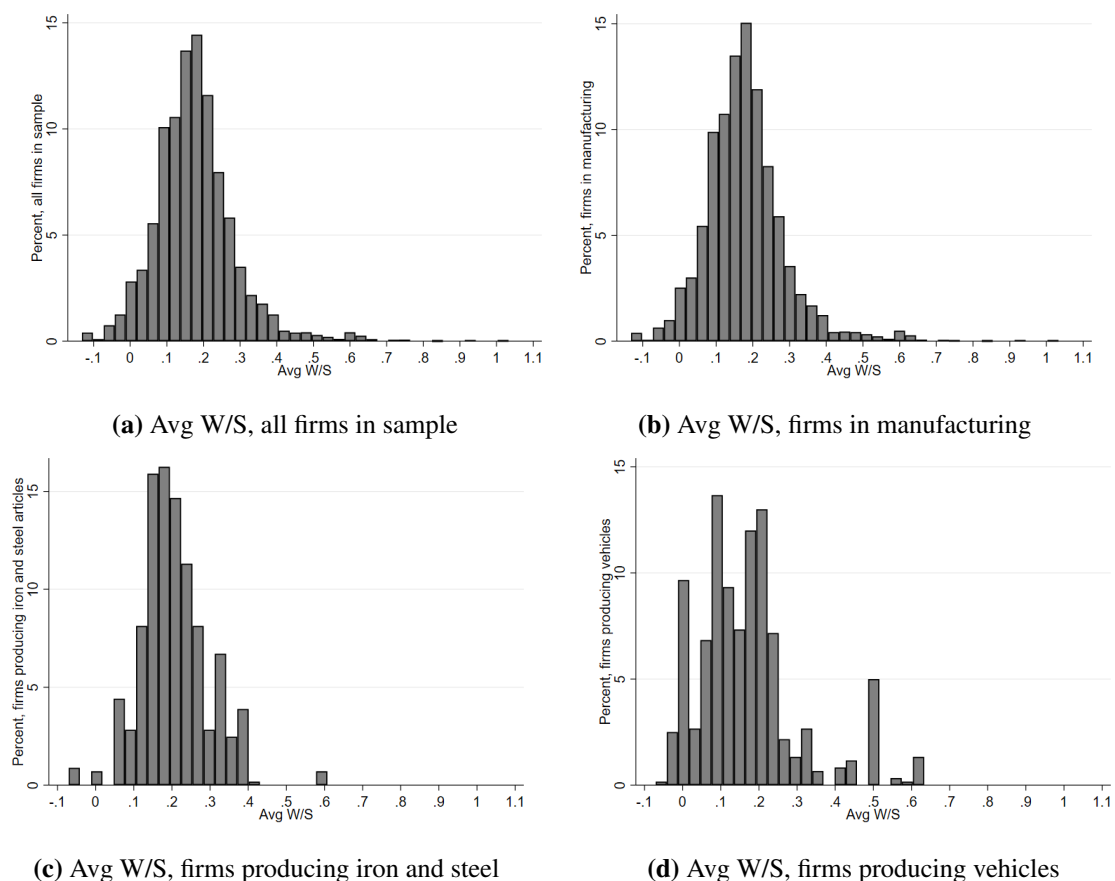 Percent, all firms in sample
0 5 10 15
-.1 0 .1 .2 .3 .4 .5 .6 .7 .8 .9 1 1.1
Avg W/S
(a) Avg W/S, all firms in sample
Percent, firms in manufacturing
0 5 10 15
-.1 0 .1 .2 .3 .4 .5 .6 .7 .8 .9 1 1.1
Avg W/S
(b) Avg W/S, firms in manufacturing
Percent, firms producing iron and steel articles
0 5 10 15
-.1 0 .1 .2 .3 .4 .5 .6 .7 .8 .9 1 1.1
Avg W/S
(c) Avg W/S, firms producing iron and steel
Percent, firms producing vehicles
0 5 10 15
-.1 0 .1 .2 .3 .4 .5 .6 .7 .8 .9 1 1.1
Avg W/S
(d) Avg W/S, firms producing vehicles